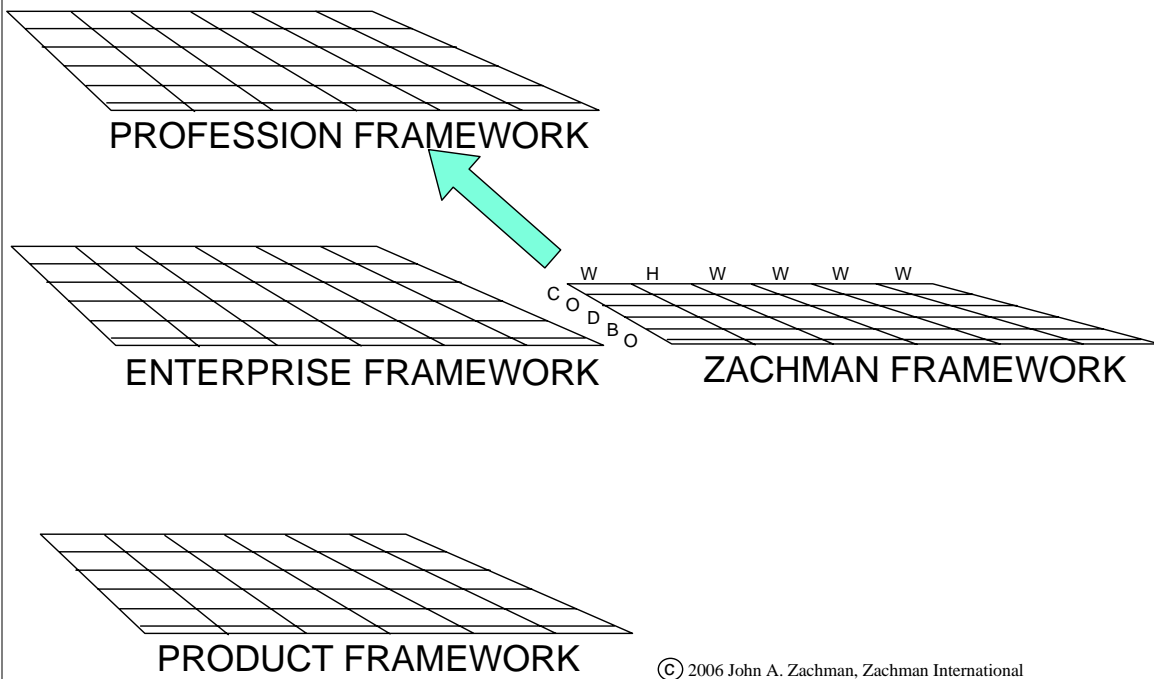 PROFESSION FRAMEWORK
W H W W W W
C
O
D
B
O
ENTERPRISE FRAMEWORK
ZACHMAN FRAMEWORK
PRODUCT FRAMEWORK
© 2006 John A. Zachman, Zachman International